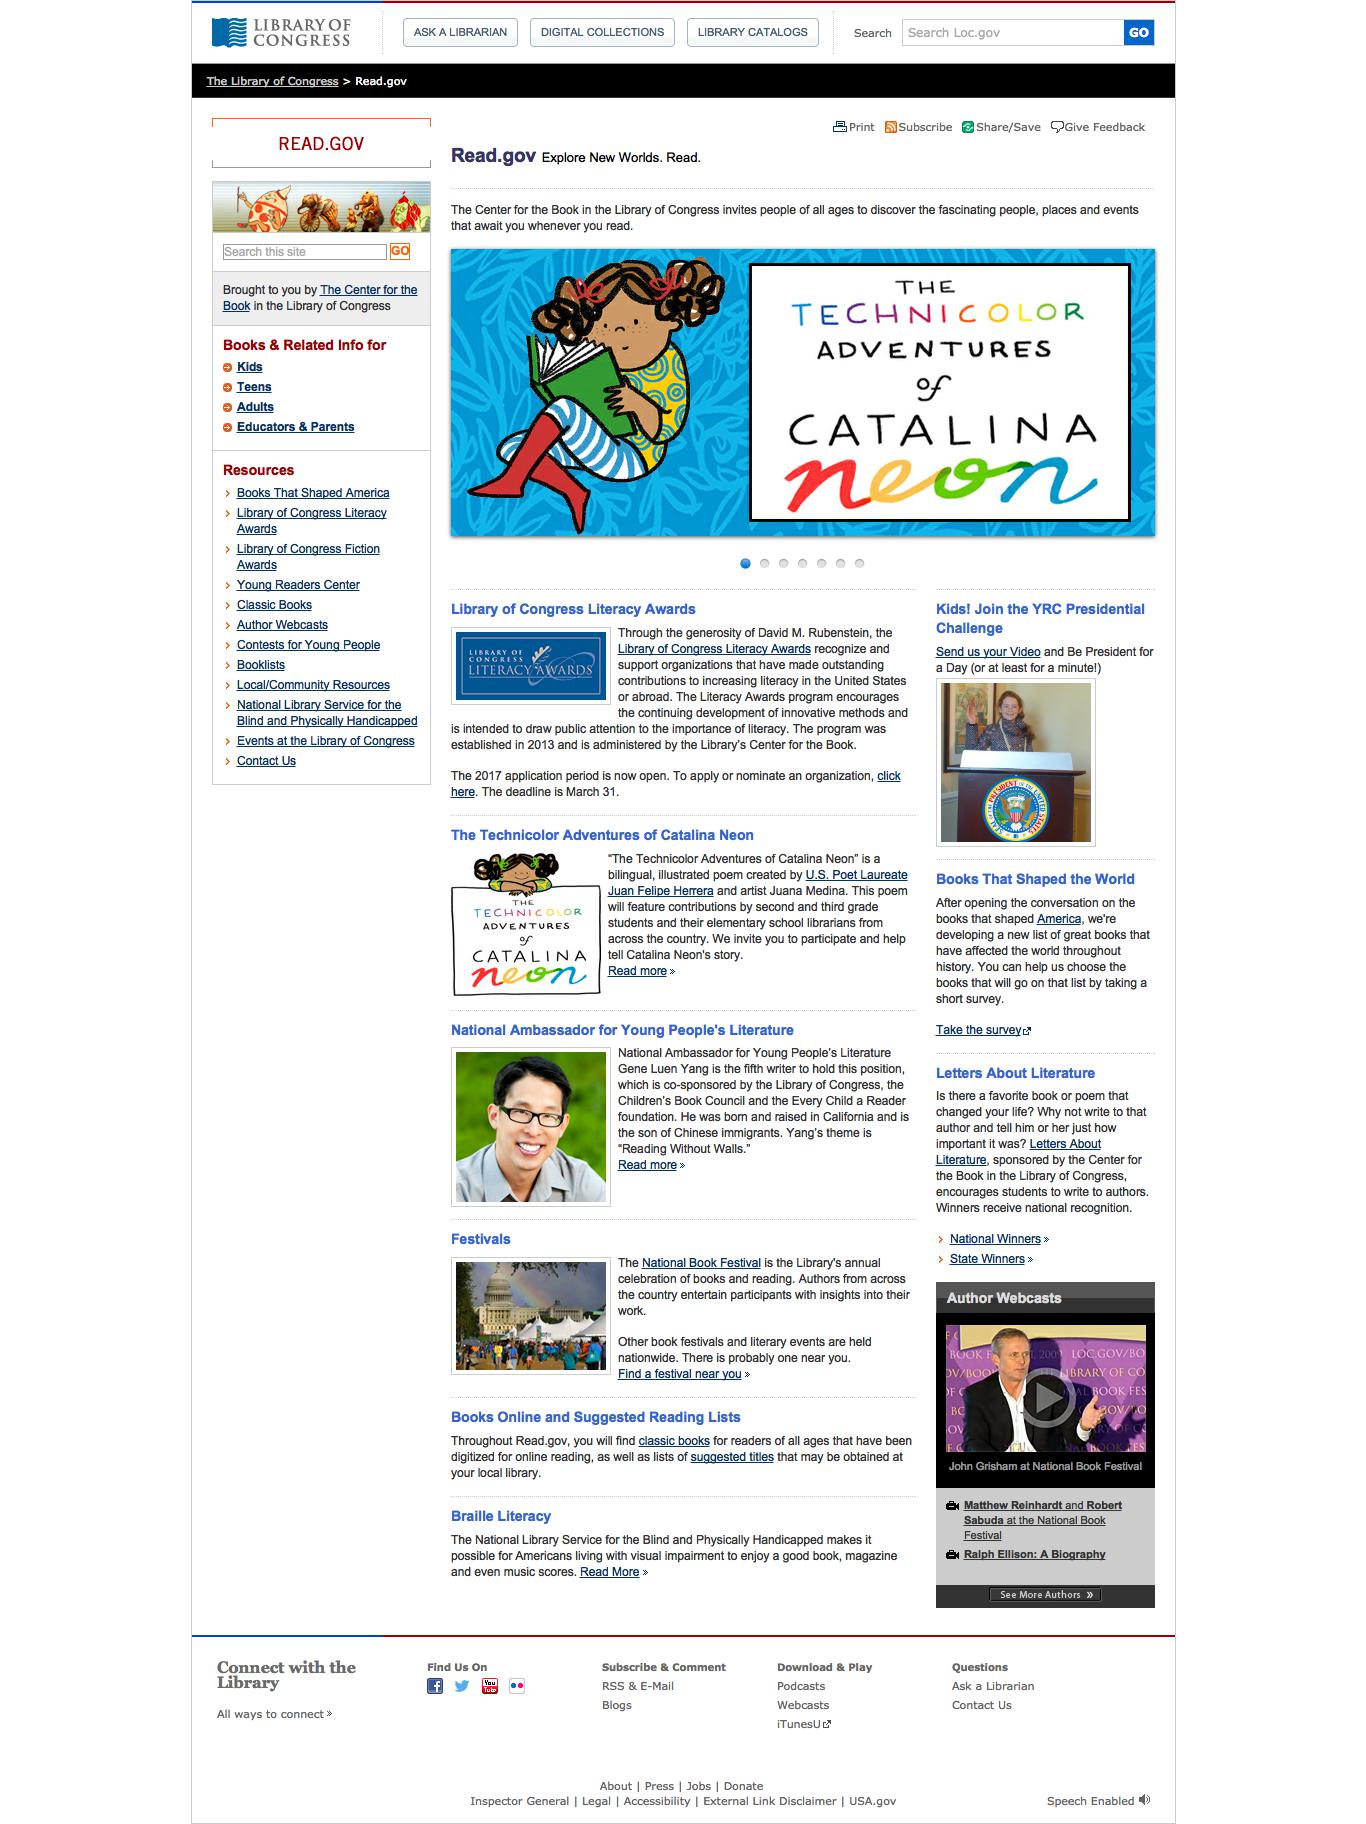 LIBRARY OF
CONGRESS
ASK A LIBRARIAN
DIGITAL COLLECTIONS
LIBRARY CATALOGS
Search
Search Loc.gov
GO
The Library of Congress > Read.gov
READ.GOV
Search this site
GO
Brought to you by The Center for the
Book in the Library of Congress
Books & Related Info for
Kids
Teens
Adults
Educators & Parents
Resources
Books That Shaped America
Library of Congress Literacy
Awards
Library of Congress Fiction
Awards
Young Readers Center
Classic Books
Author Webcasts
Contests for Young People
Booklists
Local/Community Resources
National Library Service for the
Blind and Physically Handicapped
Events at the Library of Congress
Contact Us
Print
Subscribe
Share/Save
Give Feedback
Read.gov Explore New Worlds. Read.
The Center for the Book in the Library of Congress invites people of all ages to discover the fascinating people, places and events
that await you whenever you read.
THE
TECHNICOLOR
ADVENTURES
of
CATALINA
neon
Library of Congress Literacy Awards
LIBRARY OF
CONGRESS
LITERACY AWARDS
Through the generosity of David M. Rubenstein, the
Library of Congress Literacy Awards recognize and
support organizations that have made outstanding
contributions to increasing literacy in the United States
or abroad. The Literacy Awards program encourages
the continuing development of innovative methods and
is intended to draw public attention to the importance of literacy. The program was
established in 2013 and is administered by the Library's Center for the Book.
The 2017 application period is now open. To apply or nominate an organization, click
here. The deadline is March 31.
The Technicolor Adventures of Catalina Neon
THE
TECHNICOLOR
ADVENTURES
of
CATALINA
neon
“The Technicolor Adventures of Catalina Neon” is a
bilingual, illustrated poem created by U.S. Poet Laureate
Juan Felipe Herrera and artist Juana Medina. This poem
will feature contributions by second and third grade
students and their elementary school librarians from
across the country. We invite you to participate and help
tell Catalina Neon's story.
Read more »
National Ambassador for Young People's Literature
National Ambassador for Young People’s Literature
Gene Luen Yang is the fifth writer to hold this position,
which is co-sponsored by the Library of Congress, the
Children’s Book Council and the Every Child a Reader
foundation. He was born and raised in California and is
the son of Chinese immigrants. Yang’s theme is
“Reading Without Walls.”
Read more »
Festivals
The National Book Festival is the Library's annual
celebration of books and reading. Authors from across
the country entertain participants with insights into their
work.
Other book festivals and literary events are held
nationwide. There is probably one near you.
Find a festival near you »
Books Online and Suggested Reading Lists
Throughout Read.gov, you will find classic books for readers of all ages that have been
digitized for online reading, as well as lists of suggested titles that may be obtained at
your local library.
Braille Literacy
The National Library Service for the Blind and Physically Handicapped makes it
possible for Americans living with visual impairment to enjoy a good book, magazine
and even music scores. Read More »
Kids! Join the YRC Presidential
Challenge
Send us your Video and Be President for
a Day (or at least for a minute!)
Books That Shaped the World
After opening the conversation on the
books that shaped America, we're
developing a new list of great books that
have affected the world throughout
history. You can help us choose the
books that will go on that list by taking a
short survey.
Take the survey
Letters About Literature
Is there a favorite book or poem that
changed your life? Why not write to that
author and tell him or her just how
important it was? Letters About
Literature, sponsored by the Center for
the Book in the Library of Congress,
encourages students to write to authors.
Winners receive national recognition.
National Winners »
State Winners »
Author Webcasts
John Grisham at National Book Festival
Matthew Reinhardt and Robert
Sabuda at the National Book
Festival
Ralph Ellison: A Biography
See More Authors »
Connect with the
Library
All ways to connect »
Find Us On
Subscribe & Comment
RSS & E-Mail
Blogs
Download & Play
Podcasts
Webcasts
iTunesU
Questions
Ask a Librarian
Contact Us
About | Press | Jobs | Donate
Inspector General | Legal | Accessibility | External Link Disclaimer | USA.gov
Speech Enabled